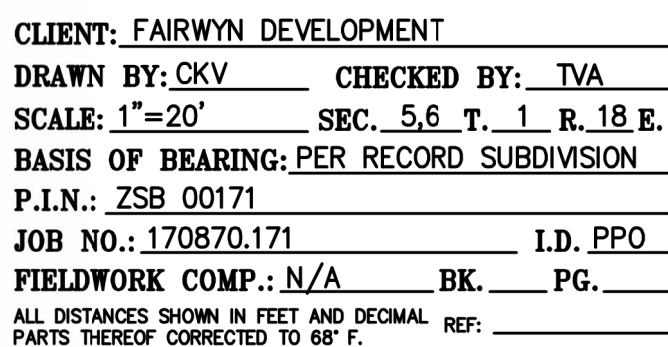 CLIENT: FAIRWYN DEVELOPMENT
DRAWN BY: CKV CHECKED BY: TVA
SCALE: 1"=20' SEC. 5,6 T. 1 R. 18 E.
BASIS OF BEARING: PER RECORD SUBDIVISION
P.I.N.: ZSB 00171
JOB NO.: 170870.171 I.D. PPO
FIELDWORK COMP.: N/A BK. PG.
ALL DISTANCES SHOWN IN FEET AND DECIMAL REF:
PARTS THEREOF CORRECTED TO 68° F.